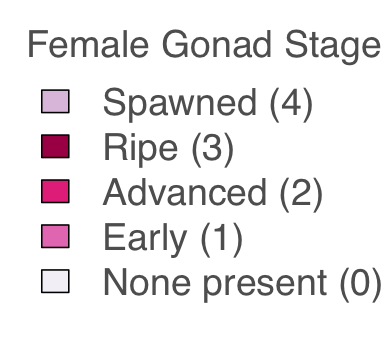 Female Gonad Stage
Spawned (4)
Ripe (3)
Advanced (2)
Early (1)
None present (0)